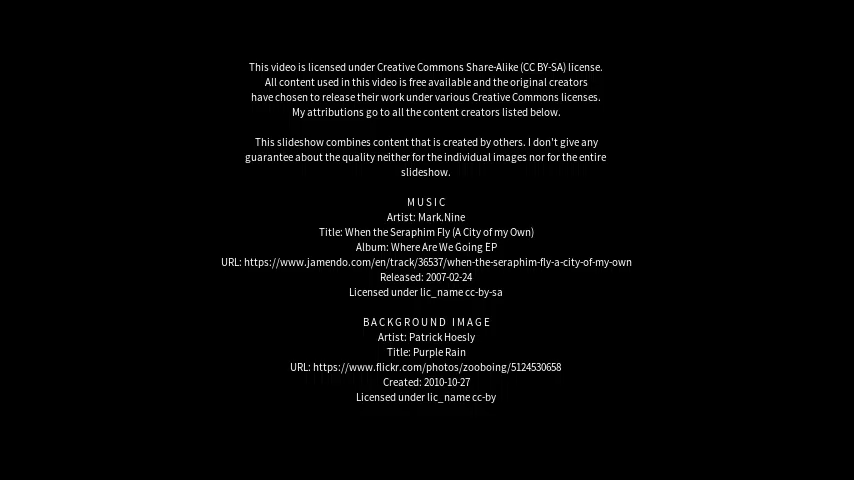 This video is licensed under Creative Commons Share-Alike (CC BY-SA) license.
All content used in this video is free available and the original creators
have chosen to release their work under various Creative Commons licenses.
My attributions go to all the content creators listed below.
This slideshow combines content that is created by others. I don't give any
guarantee about the quality neither for the individual images nor for the entire
slideshow.
M U S I C
Artist: Mark.Nine
Title: When the Seraphim Fly (A City of my Own)
Album: Where Are We Going EP
URL: https://www.jamendo.com/en/track/36537/when-the-seraphim-fly-a-city-of-my-own
Released: 2007-02-24
Licensed under lic_name cc-by-sa
B A C K G R O U N D   I M A G E
Artist: Patrick Hoesly
Title: Purple Rain
URL: https://www.flickr.com/photos/zooboing/5124530658
Created: 2010-10-27
Licensed under lic_name cc-by